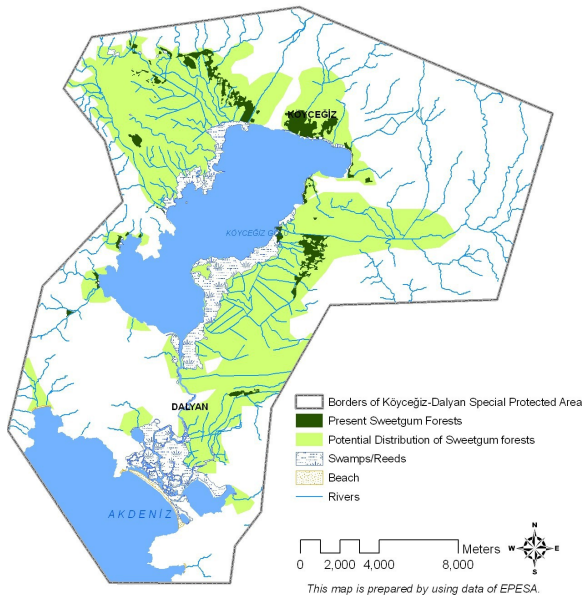 KÖYCEĞİZ
KÖYCEĞİZ GÖLÜ
DALYAN
AKDENİZ
Borders of Köyceğiz-Dalyan Special Protected Area
Present Sweetgum Forests
Potential Distribution of Sweetgum forests
Swamps/Reeds
Beach
Rivers
N
W E
S
Meters
0 2,000 4,000 8,000
This map is prepared by using data of EPESA.